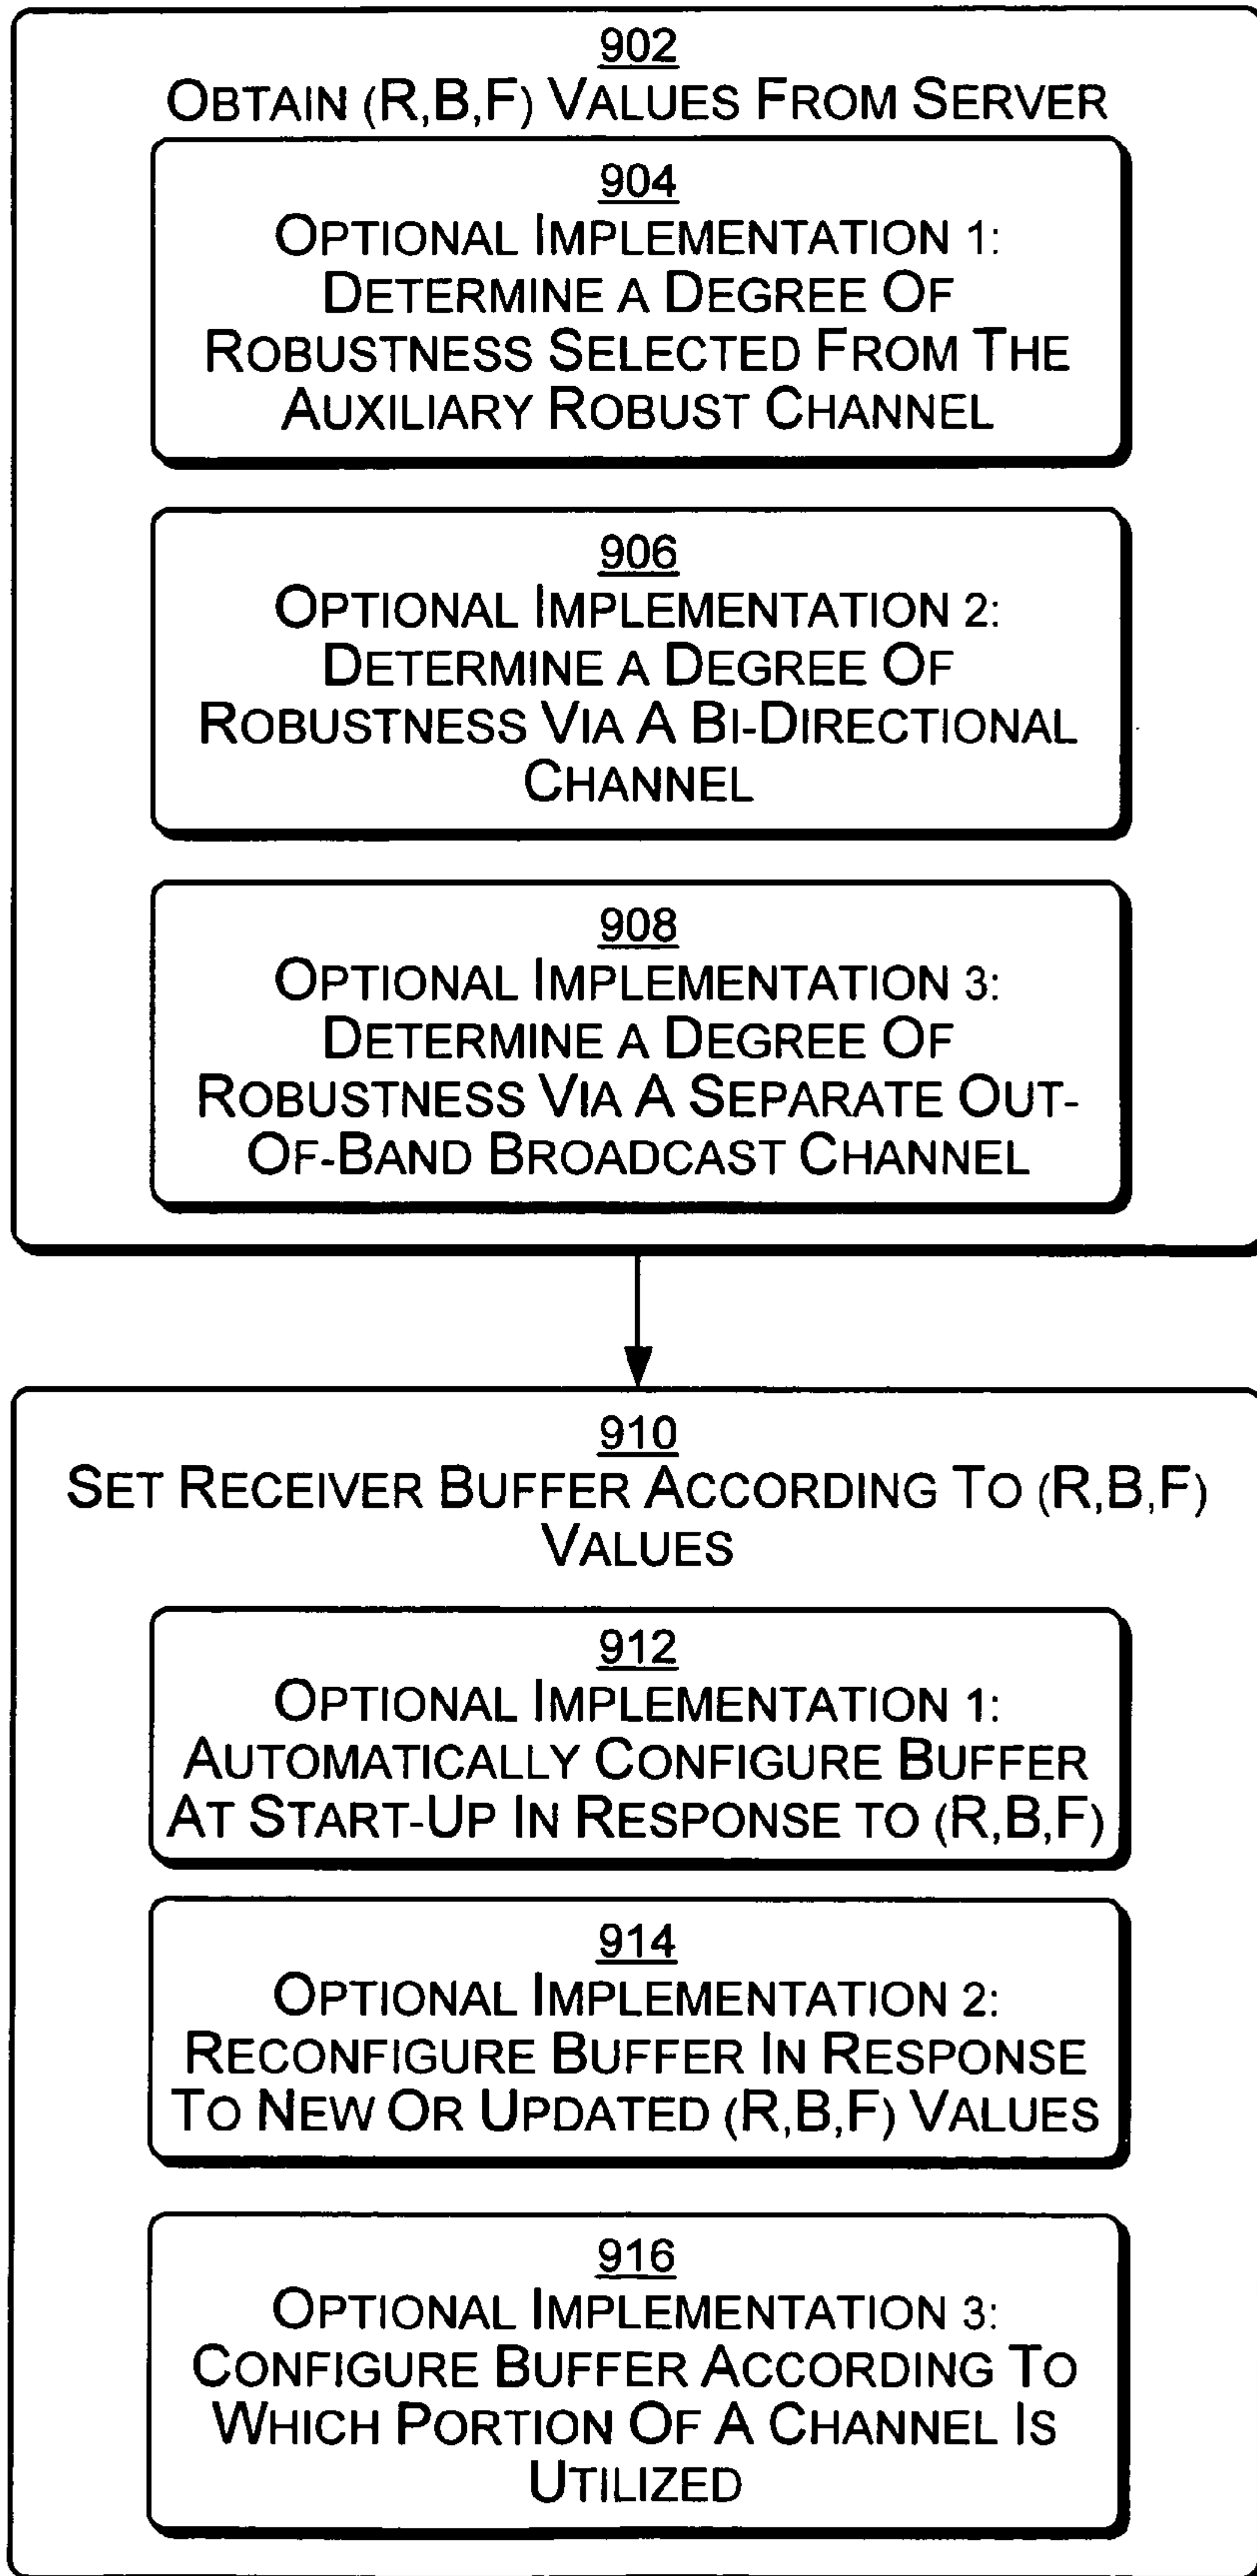 902
OBTAIN (R,B,F) VALUES FROM SERVER
904
OPTIONAL IMPLEMENTATION 1:
DETERMINE A DEGREE OF
ROBUSTNESS SELECTED FROM THE
AUXILIARY ROBUST CHANNEL
906
OPTIONAL IMPLEMENTATION 2:
DETERMINE A DEGREE OF
ROBUSTNESS VIA A BI-DIRECTIONAL
CHANNEL
908
OPTIONAL IMPLEMENTATION 3:
DETERMINE A DEGREE OF
ROBUSTNESS VIA A SEPARATE OUT-
OF-BAND BROADCAST CHANNEL
910
SET RECEIVER BUFFER ACCORDING TO (R,B,F)
VALUES
912
OPTIONAL IMPLEMENTATION 1:
AUTOMATICALLY CONFIGURE BUFFER
AT START-UP IN RESPONSE TO (R,B,F)
914
OPTIONAL IMPLEMENTATION 2:
RECONFIGURE BUFFER IN RESPONSE
TO NEW OR UPDATED (R,B,F) VALUES
916
OPTIONAL IMPLEMENTATION 3:
CONFIGURE BUFFER ACCORDING TO
WHICH PORTION OF A CHANNEL IS
UTILIZED